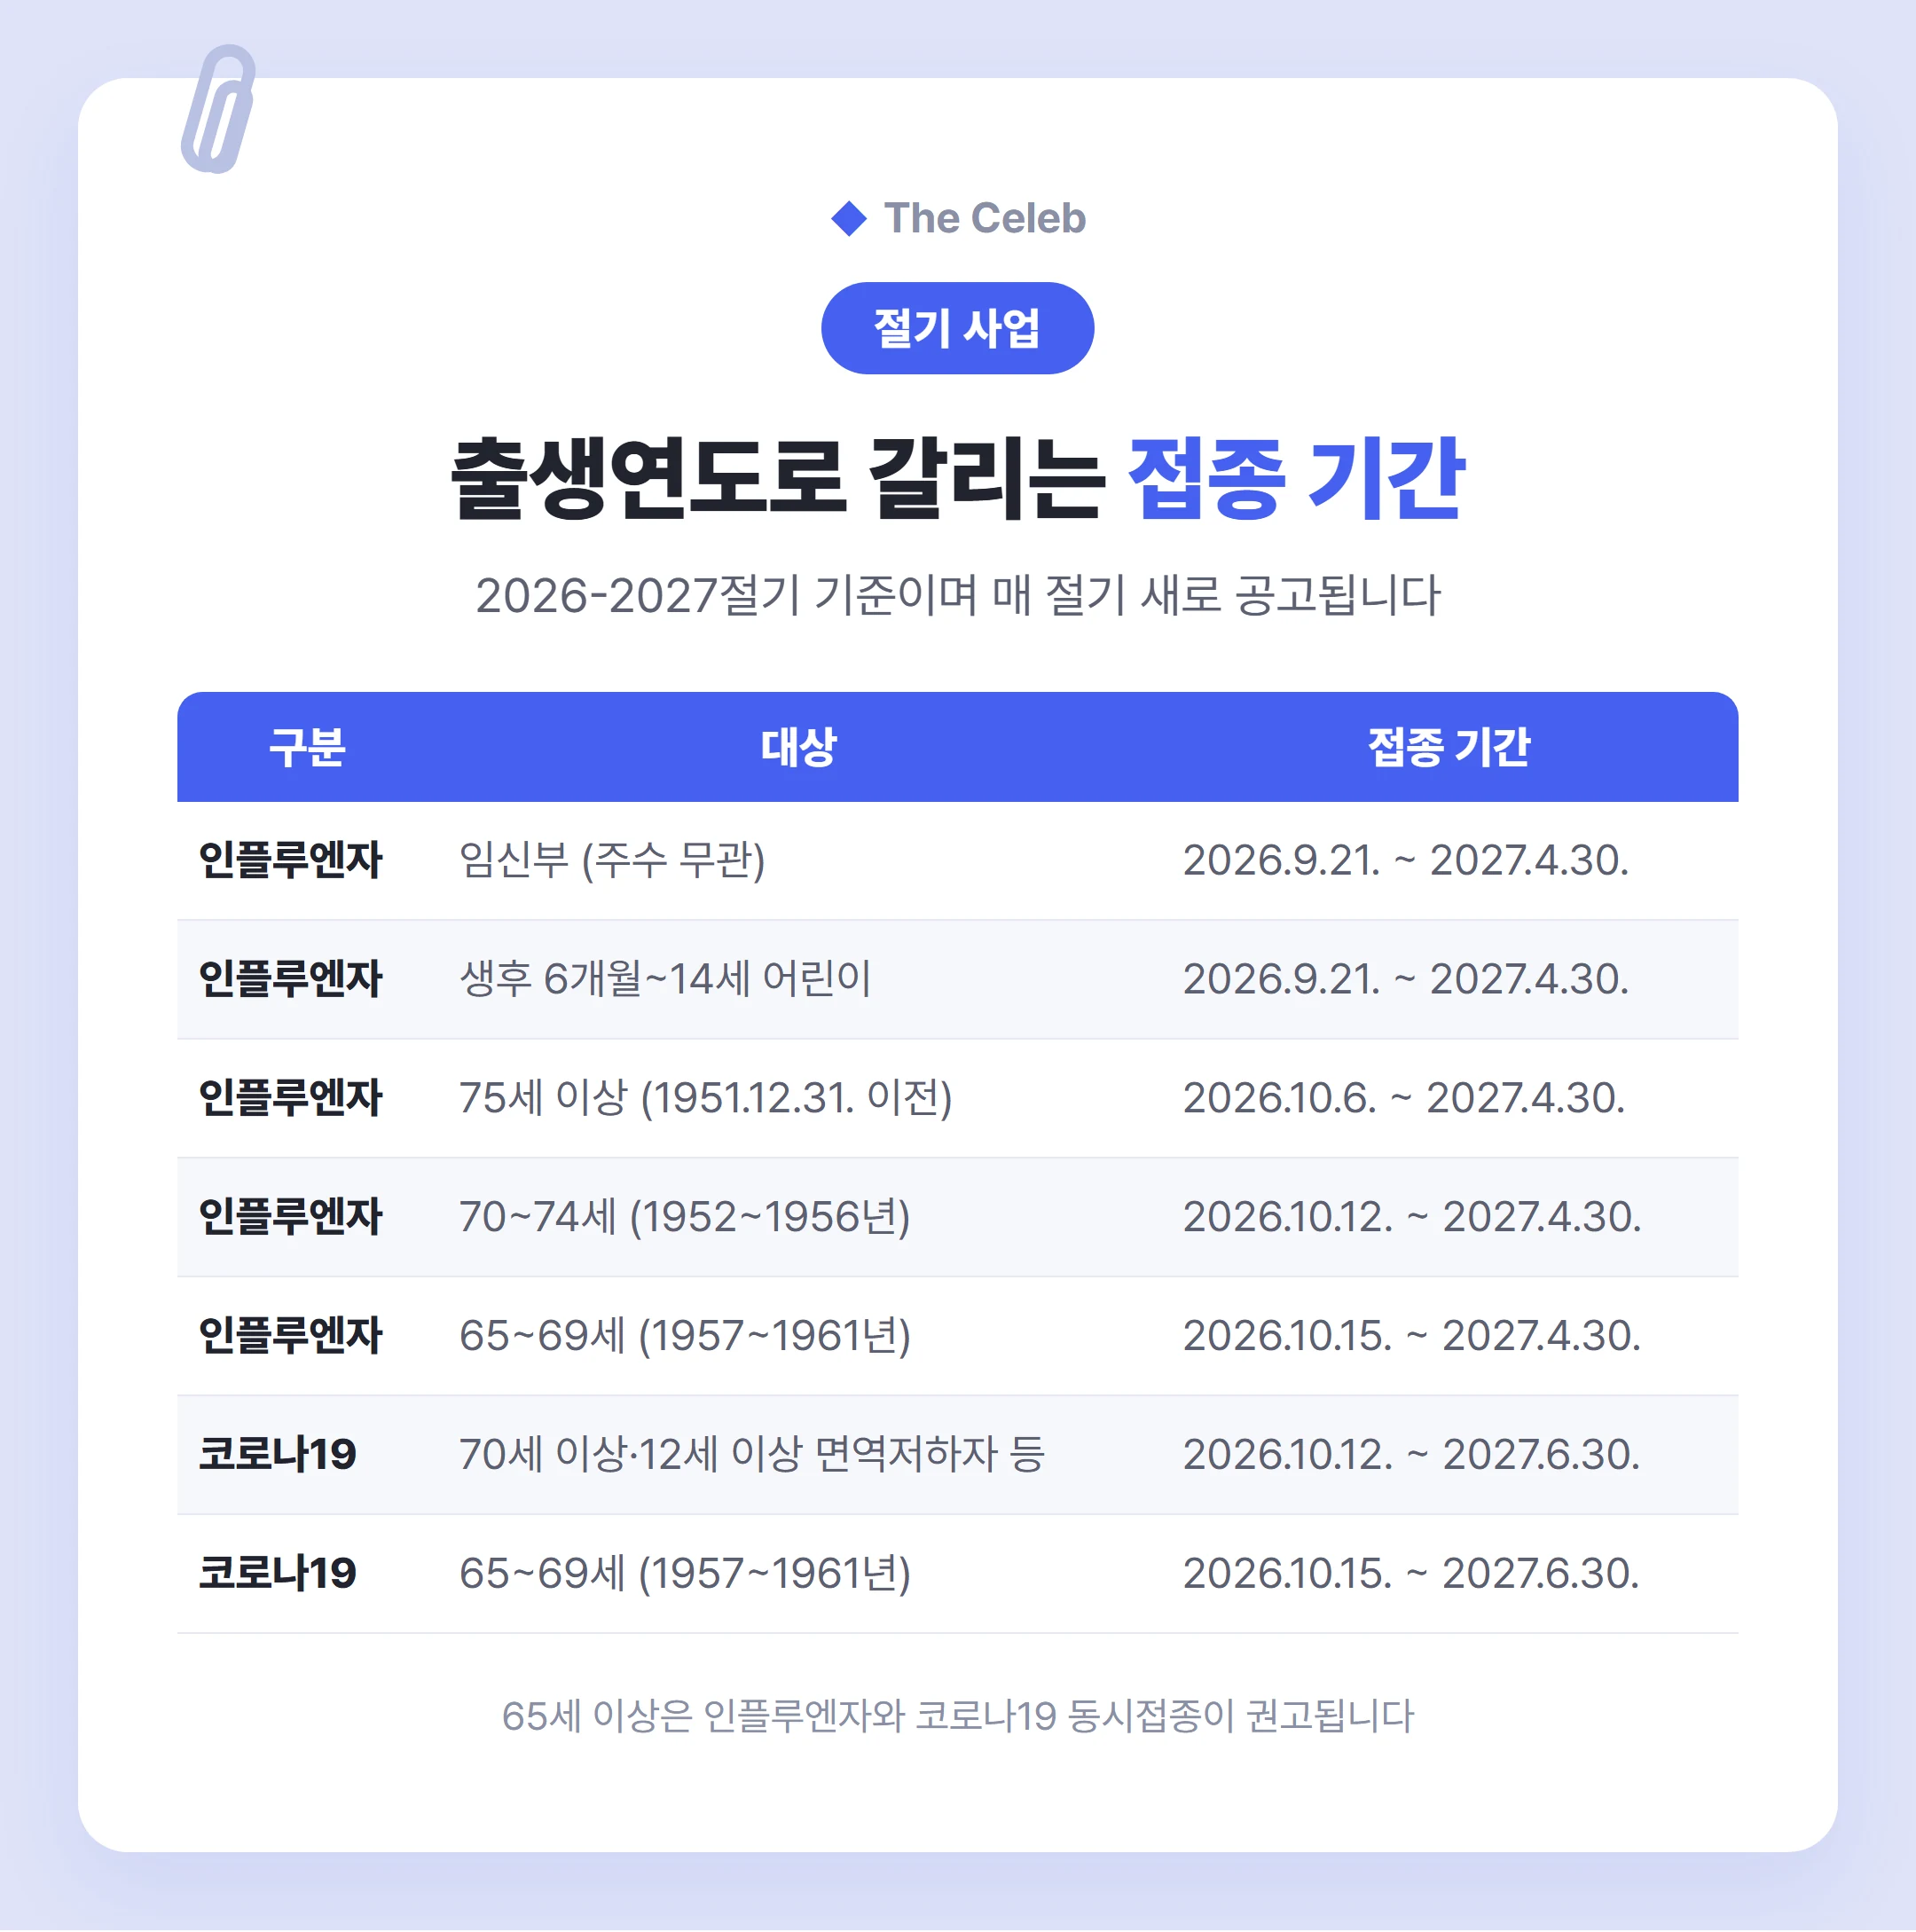 The Celeb
절기 사업
출생연도로 갈리는 접종 기간
2026-2027절기 기준이며 매 절기 새로 공고됩니다
구분 대상 접종 기간
인플루엔자 임신부 (주수 무관) 2026.9.21. ~ 2027.4.30.
인플루엔자 생후 6개월~14세 어린이 2026.9.21. ~ 2027.4.30.
인플루엔자 75세 이상 (1951.12.31. 이전) 2026.10.6. ~ 2027.4.30.
인플루엔자 70~74세 (1952~1956년) 2026.10.12. ~ 2027.4.30.
인플루엔자 65~69세 (1957~1961년) 2026.10.15. ~ 2027.4.30.
코로나19 70세 이상·12세 이상 면역저하자 등 2026.10.12. ~ 2027.6.30.
코로나19 65~69세 (1957~1961년) 2026.10.15. ~ 2027.6.30.
65세 이상은 인플루엔자와 코로나19 동시접종이 권고됩니다